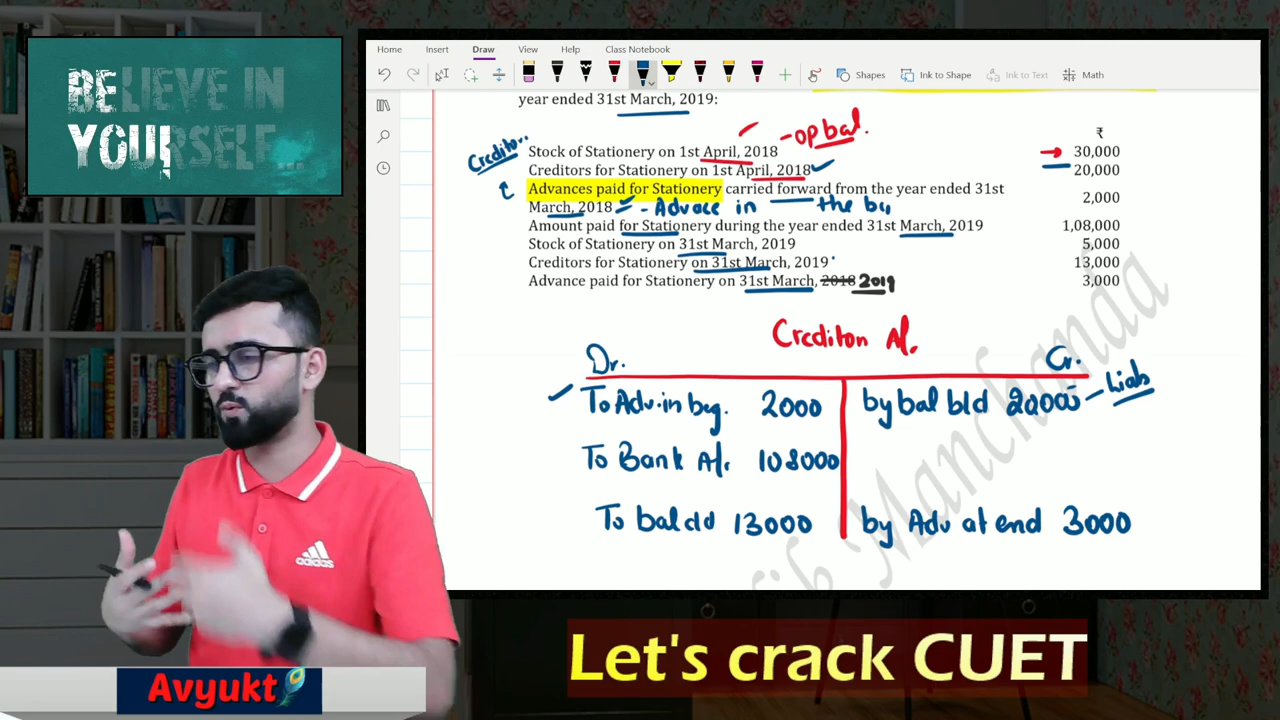 BELIEVE IN
YOURSELF...
Home Insert Draw View Help Class Notebook
Shapes Ink to Shape Ink to Text Math
year ended 31st March, 2019:
- op bal.
₹
Creditor.
Stock of Stationery on 1st April, 2018 30,000
Creditors for Stationery on 1st April, 2018 20,000
Advances paid for Stationery carried forward from the year ended 31st
March, 2018 - Advace in the 2,000
Amount paid for Stationery during the year ended 31st March, 2019 1,08,000
Stock of Stationery on 31st March, 2019 5,000
Creditors for Stationery on 31st March, 2019 13,000
Advance paid for Stationery on 31st March, 2018 2019 3,000
Creditors A/.
Dr. Cr.
To Adv. in beg. 2000 by bal b/d 20000 - Liab
To Bank A/. 108000
To bal c/d 13000 by Adv at end 3000
Manchanda
adidas
Let's crack CUET
Avyukt